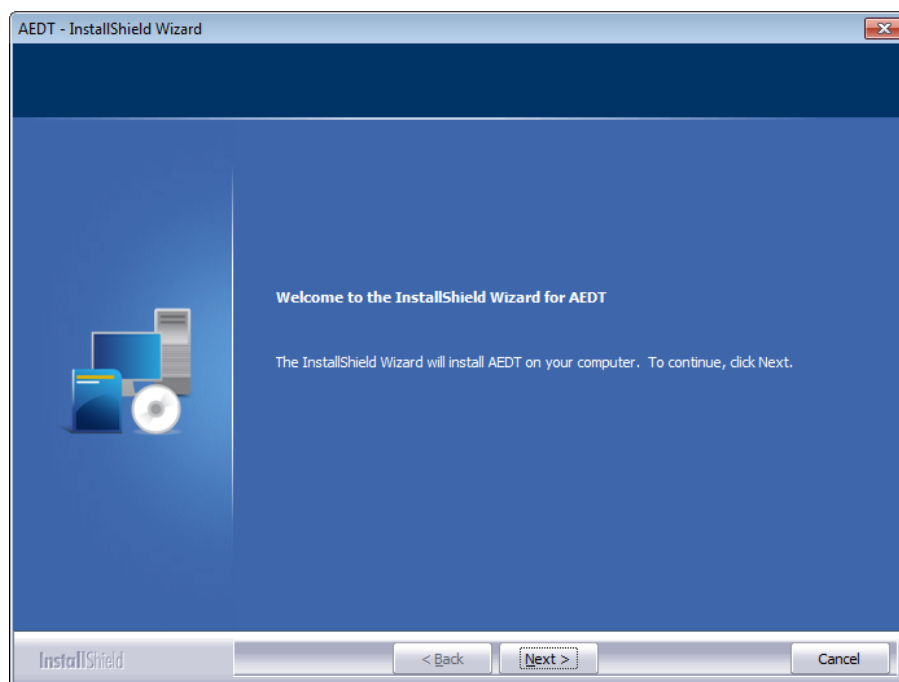 AEDT - InstallShield Wizard
Welcome to the InstallShield Wizard for AEDT
The InstallShield Wizard will install AEDT on your computer.  To continue, click Next.
InstallShield
< Back
Next >
Cancel